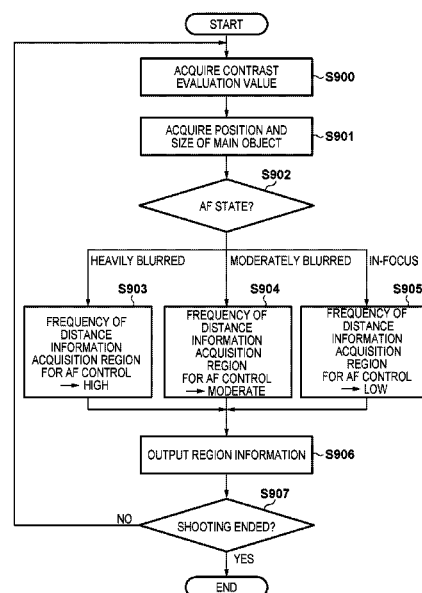 START
ACQUIRE CONTRAST
EVALUATION VALUE
S900
ACQUIRE POSITION AND
SIZE OF MAIN OBJECT
S901
S902
AF STATE?
HEAVILY BLURRED
MODERATELY BLURRED
IN-FOCUS
S903
FREQUENCY OF
DISTANCE
INFORMATION
ACQUISITION REGION
FOR AF CONTROL
→ HIGH
S904
FREQUENCY OF
DISTANCE
INFORMATION
ACQUISITION
REGION
FOR AF CONTROL
→ MODERATE
S905
FREQUENCY OF
DISTANCE
INFORMATION
ACQUISITION
REGION
FOR AF CONTROL
→ LOW
OUTPUT REGION INFORMATION
S906
S907
SHOOTING ENDED?
NO
YES
END